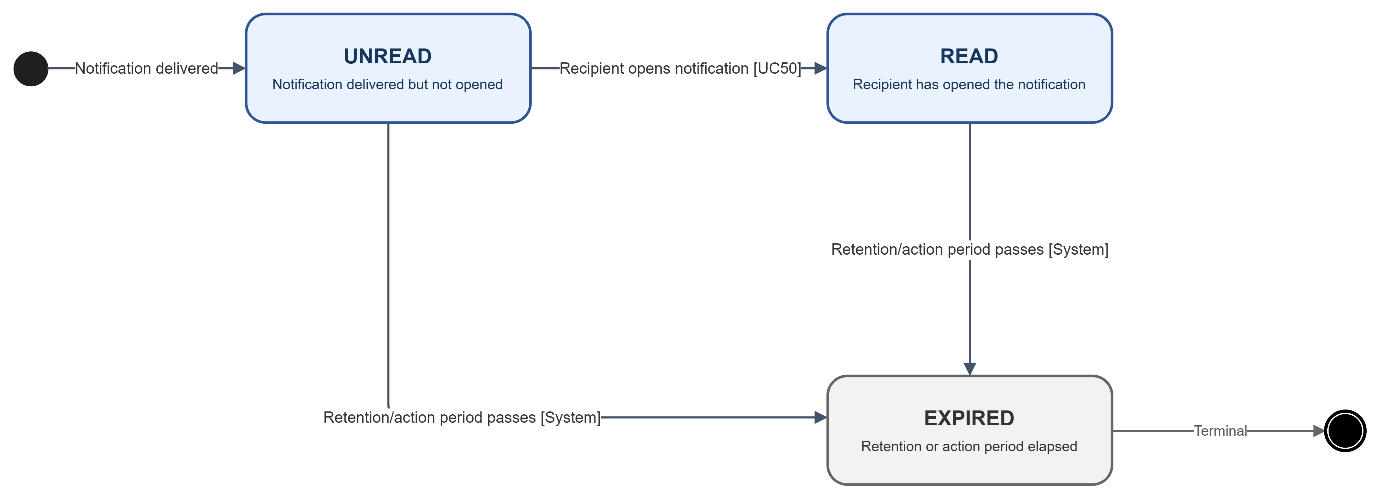 Notification delivered
UNREAD
Notification delivered but not opened
Recipient opens notification [UC50]
READ
Recipient has opened the notification
Retention/action period passes [System]
Retention/action period passes [System]
EXPIRED
Retention or action period elapsed
Terminal